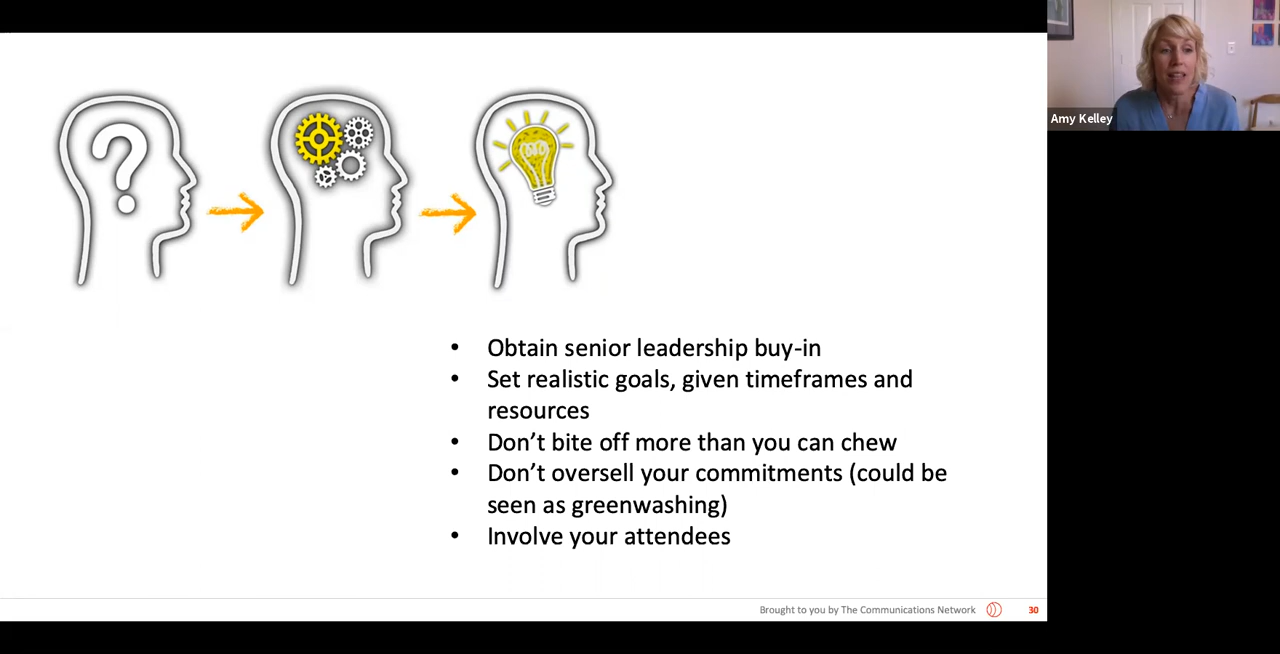 Amy Kelley
• Obtain senior leadership buy-in
• Set realistic goals, given timeframes and
resources
• Don’t bite off more than you can chew
• Don’t oversell your commitments (could be
seen as greenwashing)
• Involve your attendees
Brought to you by The Communications Network 30